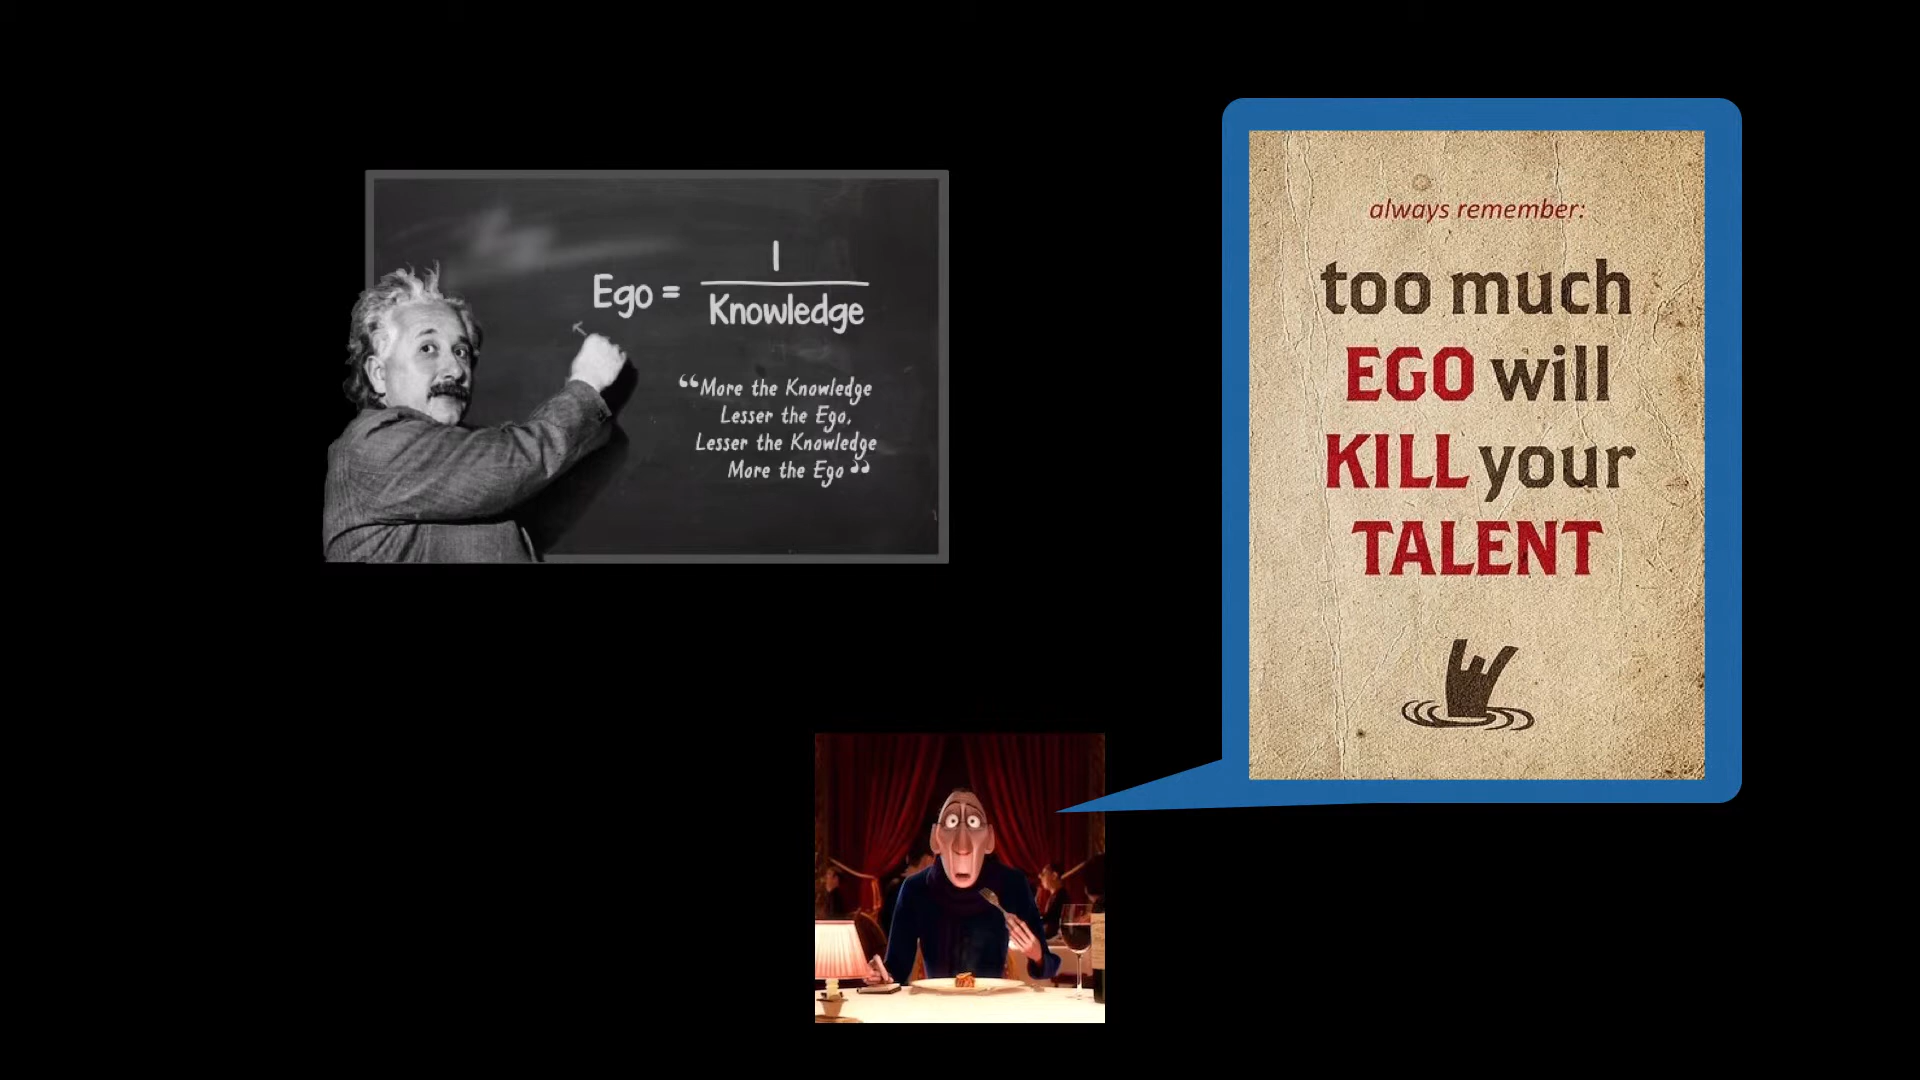 Ego = 1
Knowledge
“More the Knowledge
Lesser the Ego,
Lesser the Knowledge
More the Ego”
always remember:
too much
EGO will
KILL your
TALENT